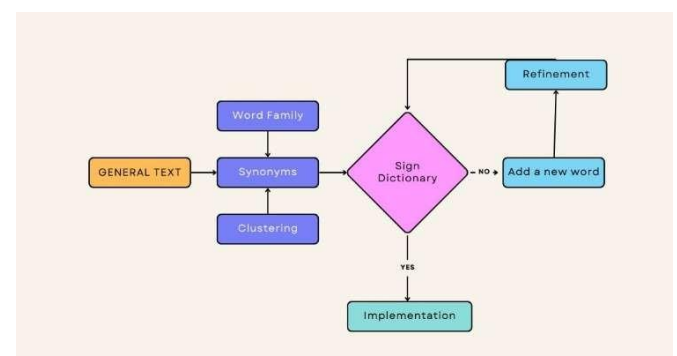 Refinement
Word Family
GENERAL TEXT
Synonyms
Sign
Dictionary
NO
Add a new word
Clustering
YES
Implementation